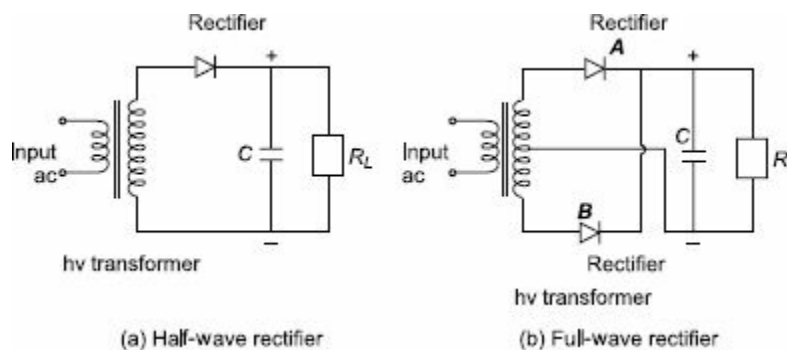 Rectifier
+
Input
ac
C
R_L
−
hv transformer
(a) Half-wave rectifier
Rectifier
A
+
Input
ac
C
R
B
−
Rectifier
hv transformer
(b) Full-wave rectifier